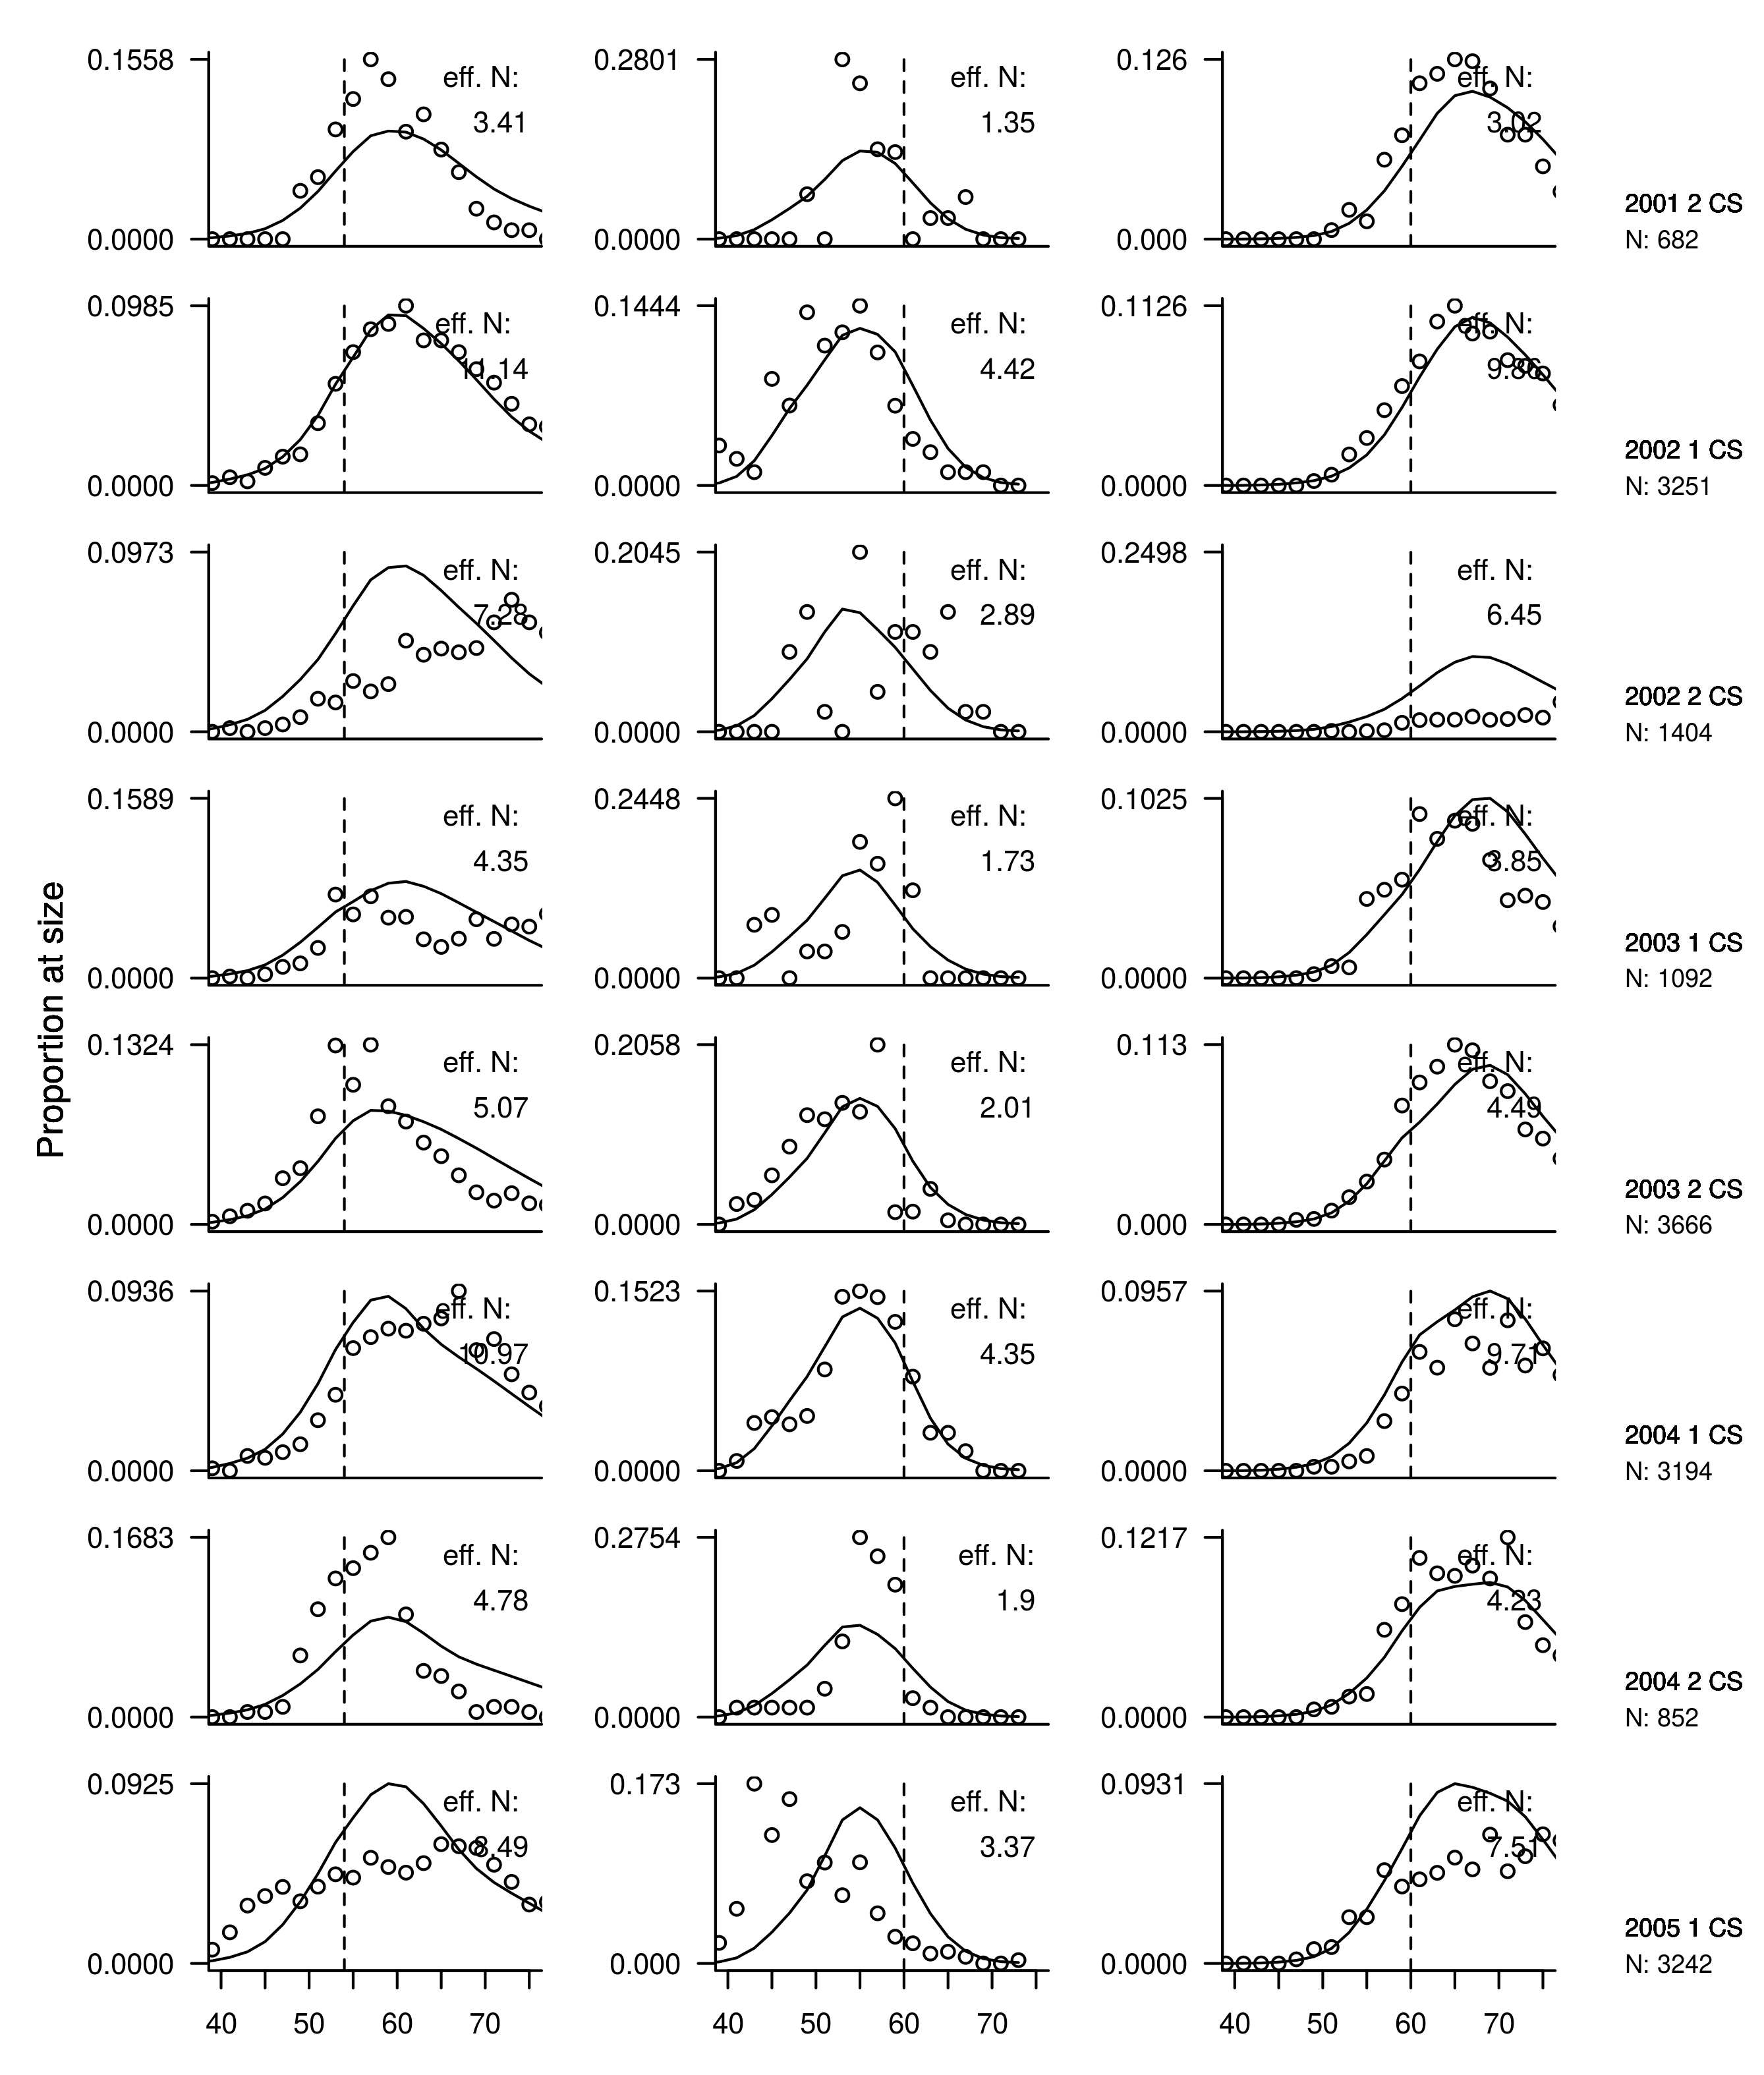 0.1558
0.0000
eff. N:
3.41
0.2801
0.0000
eff. N:
1.35
0.126
0.000
eff. N:
3.02
2001 2 CS
N: 682
0.0985
0.0000
eff. N:
11.14
0.1444
0.0000
eff. N:
4.42
0.1126
0.0000
eff. N:
9.86
2002 1 CS
N: 3251
0.0973
0.0000
eff. N:
7.28
0.2045
0.0000
eff. N:
2.89
0.2498
0.0000
eff. N:
6.45
2002 2 CS
N: 1404
0.1589
0.0000
eff. N:
4.35
0.2448
0.0000
eff. N:
1.73
0.1025
0.0000
eff. N:
3.85
2003 1 CS
N: 1092
Proportion at size
0.1324
0.0000
eff. N:
5.07
0.2058
0.0000
eff. N:
2.01
0.113
0.000
eff. N:
4.49
2003 2 CS
N: 3666
0.0936
0.0000
eff. N:
10.97
0.1523
0.0000
eff. N:
4.35
0.0957
0.0000
eff. N:
9.71
2004 1 CS
N: 3194
0.1683
0.0000
eff. N:
4.78
0.2754
0.0000
eff. N:
1.9
0.1217
0.0000
eff. N:
4.23
2004 2 CS
N: 852
0.0925
0.0000
eff. N:
8.49
0.173
0.000
eff. N:
3.37
0.0931
0.0000
eff. N:
7.51
2005 1 CS
N: 3242
40 50 60 70
40 50 60 70
40 50 60 70